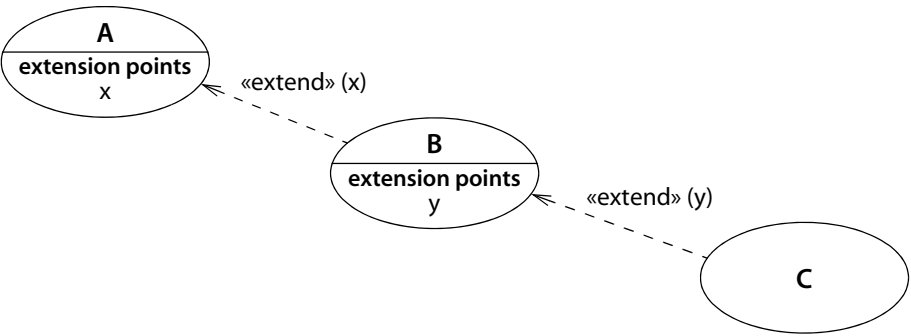 A
extension points
x
«extend» (x)
B
extension points
y
«extend» (y)
C